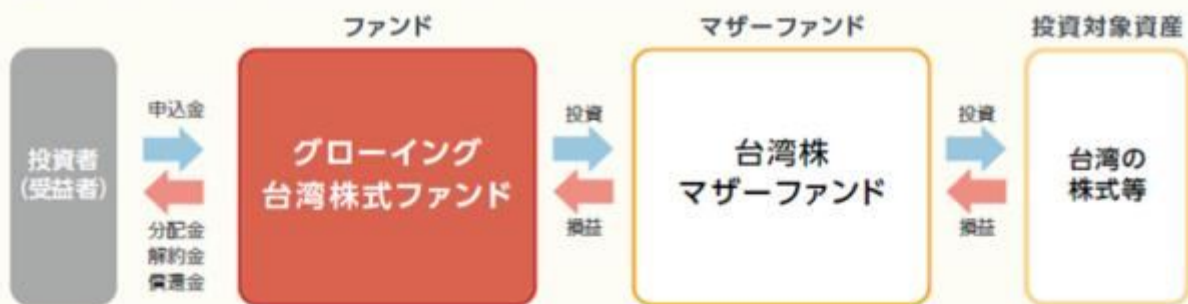 ファンド
マザーファンド
投資対象資産
投資者
(受益者)
申込金
分配金
解約金
償還金
グローイング
台湾株式ファンド
投資
損益
台湾株
マザーファンド
投資
損益
台湾の
株式等